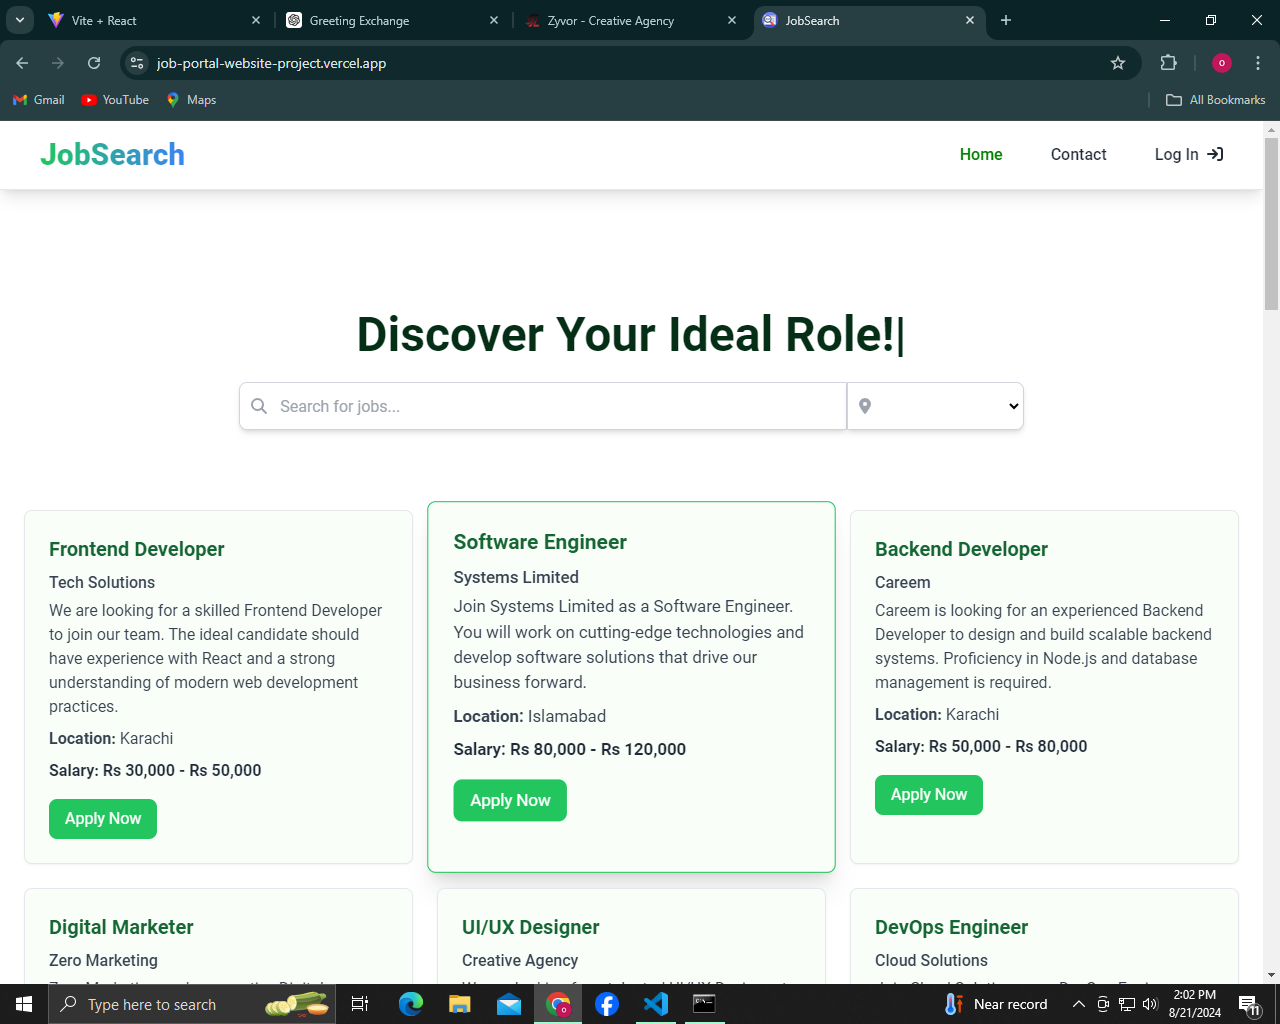 Vite + React
Greeting Exchange
Zyvor - Creative Agency
JobSearch
job-portal-website-project.vercel.app
O
Gmail
YouTube
Maps
All Bookmarks
JobSearch
Home
Contact
Log In
Discover Your Ideal Role!|
Search for jobs...
Frontend Developer
Tech Solutions
We are looking for a skilled Frontend Developer
to join our team. The ideal candidate should
have experience with React and a strong
understanding of modern web development
practices.
Location: Karachi
Salary: Rs 30,000 - Rs 50,000
Apply Now
Software Engineer
Systems Limited
Join Systems Limited as a Software Engineer.
You will work on cutting-edge technologies and
develop software solutions that drive our
business forward.
Location: Islamabad
Salary: Rs 80,000 - Rs 120,000
Apply Now
Backend Developer
Careem
Careem is looking for an experienced Backend
Developer to design and build scalable backend
systems. Proficiency in Node.js and database
management is required.
Location: Karachi
Salary: Rs 50,000 - Rs 80,000
Apply Now
Digital Marketer
Zero Marketing
UI/UX Designer
Creative Agency
DevOps Engineer
Cloud Solutions
Type here to search
Near record
2:02 PM
8/21/2024
11